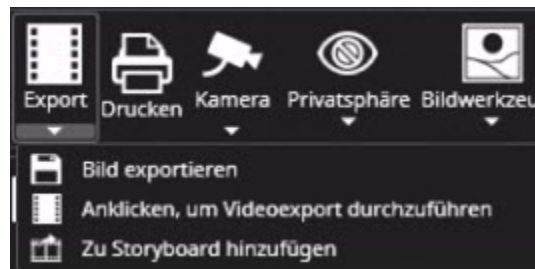 Export Drucken Kamera Privatsphäre Bildwerkzeu
Bild exportieren
Anklicken, um Videoexport durchzuführen
Zu Storyboard hinzufügen